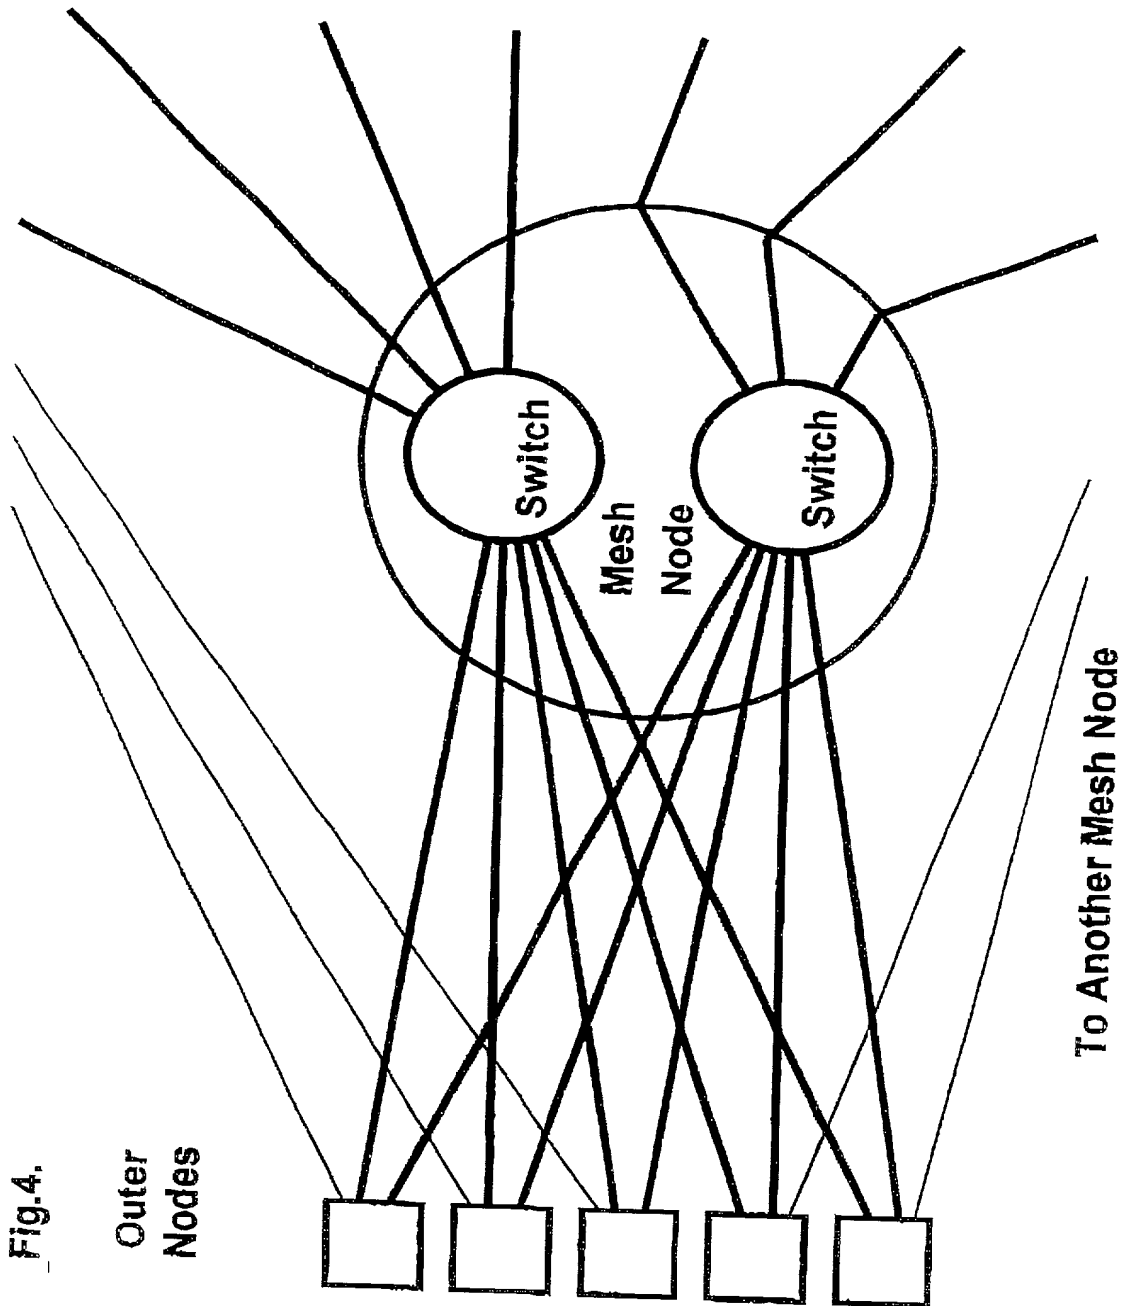 Fig.4.
Outer
Nodes
Switch
Mesh
Node
Switch
To Another Mesh Node